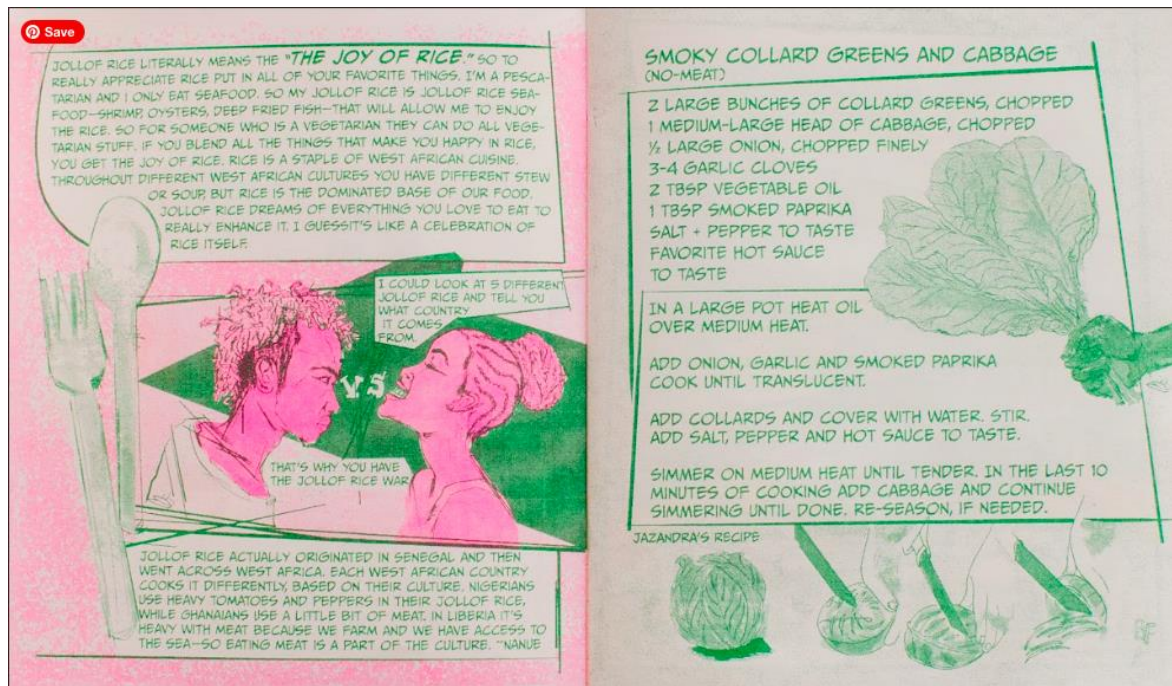 Save
JOLLOF RICE LITERALLY MEANS THE "THE JOY OF RICE." SO TO
REALLY APPRECIATE RICE PUT IN ALL OF YOUR FAVORITE THINGS. I'M A PESCA-
TARIAN AND I ONLY EAT SEAFOOD. SO MY JOLLOF RICE IS JOLLOF RICE SEA-
FOOD—SHRIMP, OYSTERS, DEEP FRIED FISH—THAT WILL ALLOW ME TO ENJOY
THE RICE. SO FOR SOMEONE WHO IS A VEGETARIAN THEY CAN DO ALL VEGE-
TARIAN STUFF. IF YOU BLEND ALL THE THINGS THAT MAKE YOU HAPPY IN RICE,
YOU GET THE JOY OF RICE. RICE IS A STAPLE OF WEST AFRICAN CUISINE.
THROUGHOUT DIFFERENT WEST AFRICAN CULTURES YOU HAVE DIFFERENT STEW
OR SOUP, BUT RICE IS THE DOMINATED BASE OF OUR FOOD.
JOLLOF RICE DREAMS OF EVERYTHING YOU LOVE TO EAT TO
REALLY ENHANCE IT. I GUESSIT'S LIKE A CELEBRATION OF
RICE ITSELF.
I COULD LOOK AT 5 DIFFERENT
JOLLOF RICE AND TELL YOU
WHAT COUNTRY
IT COMES
FROM.
VS
THAT'S WHY YOU HAVE
THE JOLLOF RICE WAR
JOLLOF RICE ACTUALLY ORIGINATED IN SENEGAL AND THEN
WENT ACROSS WEST AFRICA. EACH WEST AFRICAN COUNTRY
COOKS IT DIFFERENTLY, BASED ON THEIR CULTURE. NIGERIANS
USE HEAVY TOMATOES AND PEPPERS IN THEIR JOLLOF RICE,
WHILE GHANAIANS USE A LITTLE BIT OF MEAT. IN LIBERIA IT'S
HEAVY WITH MEAT BECAUSE WE FARM AND WE HAVE ACCESS TO
THE SEA—SO EATING MEAT IS A PART OF THE CULTURE. "NANUE
SMOKY COLLARD GREENS AND CABBAGE
(NO-MEAT)
2 LARGE BUNCHES OF COLLARD GREENS, CHOPPED
1 MEDIUM-LARGE HEAD OF CABBAGE, CHOPPED
½ LARGE ONION, CHOPPED FINELY
3-4 GARLIC CLOVES
2 TBSP VEGETABLE OIL
1 TBSP SMOKED PAPRIKA
SALT + PEPPER TO TASTE
FAVORITE HOT SAUCE
TO TASTE
IN A LARGE POT HEAT OIL
OVER MEDIUM HEAT.
ADD ONION, GARLIC AND SMOKED PAPRIKA
COOK UNTIL TRANSLUCENT.
ADD COLLARDS AND COVER WITH WATER. STIR.
ADD SALT, PEPPER AND HOT SAUCE TO TASTE.
SIMMER ON MEDIUM HEAT UNTIL TENDER. IN THE LAST 10
MINUTES OF COOKING ADD CABBAGE AND CONTINUE
SIMMERING UNTIL DONE. RE-SEASON, IF NEEDED.
JAZANDRA'S RECIPE